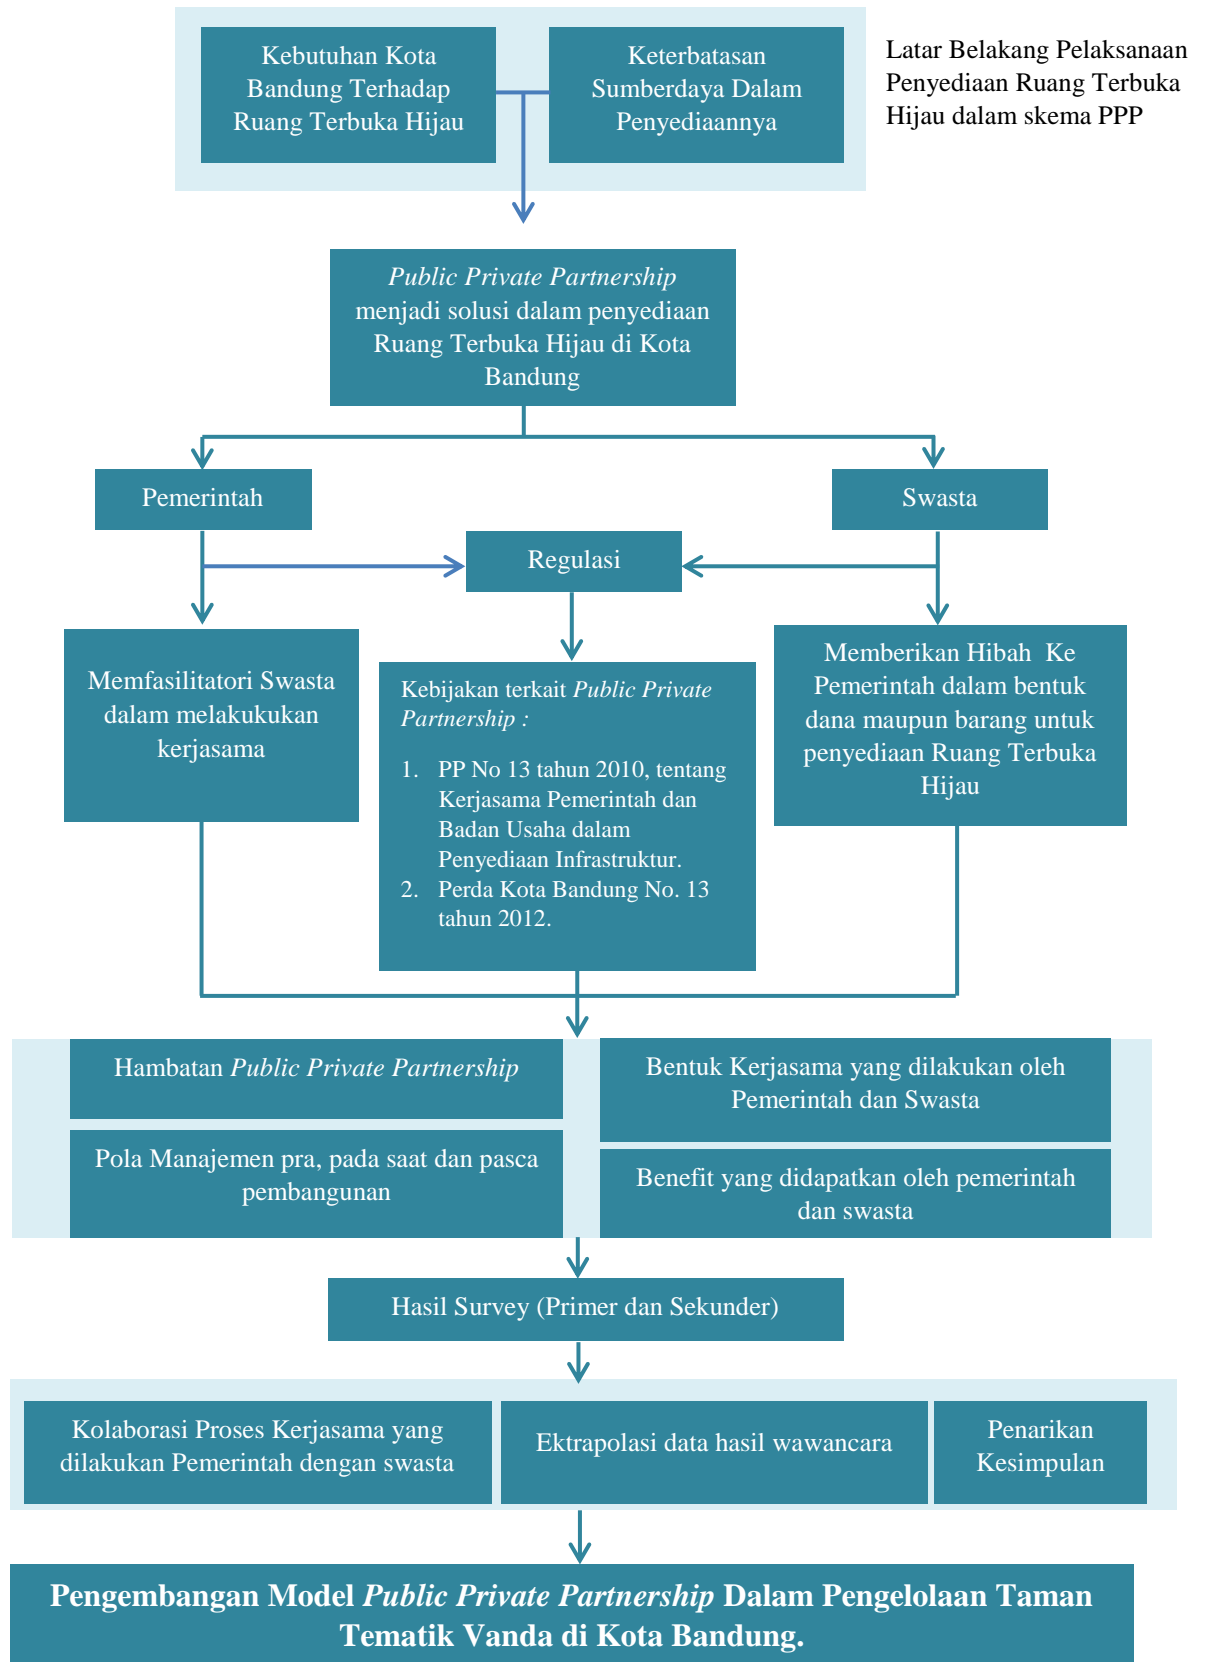 Kebutuhan Kota
Bandung Terhadap
Ruang Terbuka Hijau
Keterbatasan
Sumberdaya Dalam
Penyediaannya
Latar Belakang Pelaksanaan
Penyediaan Ruang Terbuka
Hijau dalam skema PPP
Public Private Partnership
menjadi solusi dalam penyediaan
Ruang Terbuka Hijau di Kota
Bandung
Pemerintah
Swasta
Regulasi
Memfasilitatori Swasta
dalam melakukukan
kerjasama
Kebijakan terkait Public Private
Partnership :
1. PP No 13 tahun 2010, tentang
Kerjasama Pemerintah dan
Badan Usaha dalam
Penyediaan Infrastruktur.
2. Perda Kota Bandung No. 13
tahun 2012.
Memberikan Hibah Ke
Pemerintah dalam bentuk
dana maupun barang untuk
penyediaan Ruang Terbuka
Hijau
Hambatan Public Private Partnership
Bentuk Kerjasama yang dilakukan oleh
Pemerintah dan Swasta
Pola Manajemen pra, pada saat dan pasca
pembangunan
Benefit yang didapatkan oleh pemerintah
dan swasta
Hasil Survey (Primer dan Sekunder)
Kolaborasi Proses Kerjasama yang
dilakukan Pemerintah dengan swasta
Ektrapolasi data hasil wawancara
Penarikan
Kesimpulan
Pengembangan Model Public Private Partnership Dalam Pengelolaan Taman
Tematik Vanda di Kota Bandung.